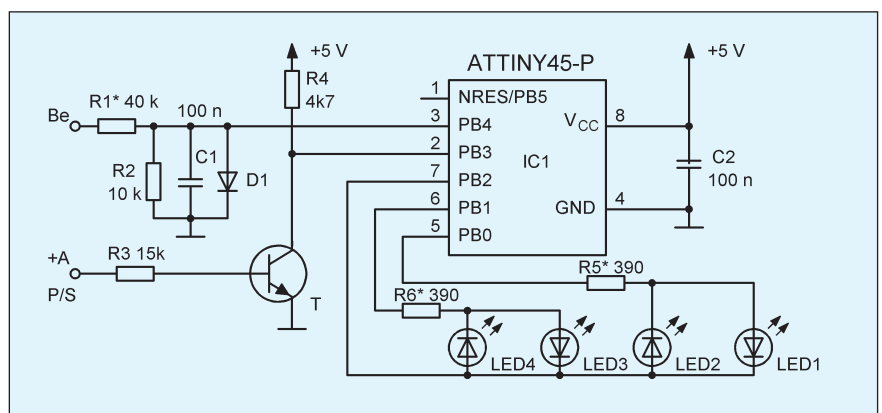 +5 V
R4
4k7
ATTINY45-P
+5 V
Be
R1* 40 k
100 n
R2
10 k
C1
D1
1
NRES/PB5
3
PB4
2
PB3
7
PB2
6
PB1
5
PB0
IC1
VCC
8
GND
4
C2
100 n
+A
P/S
R3 15k
T
R5* 390
R6* 390
LED4
LED3
LED2
LED1